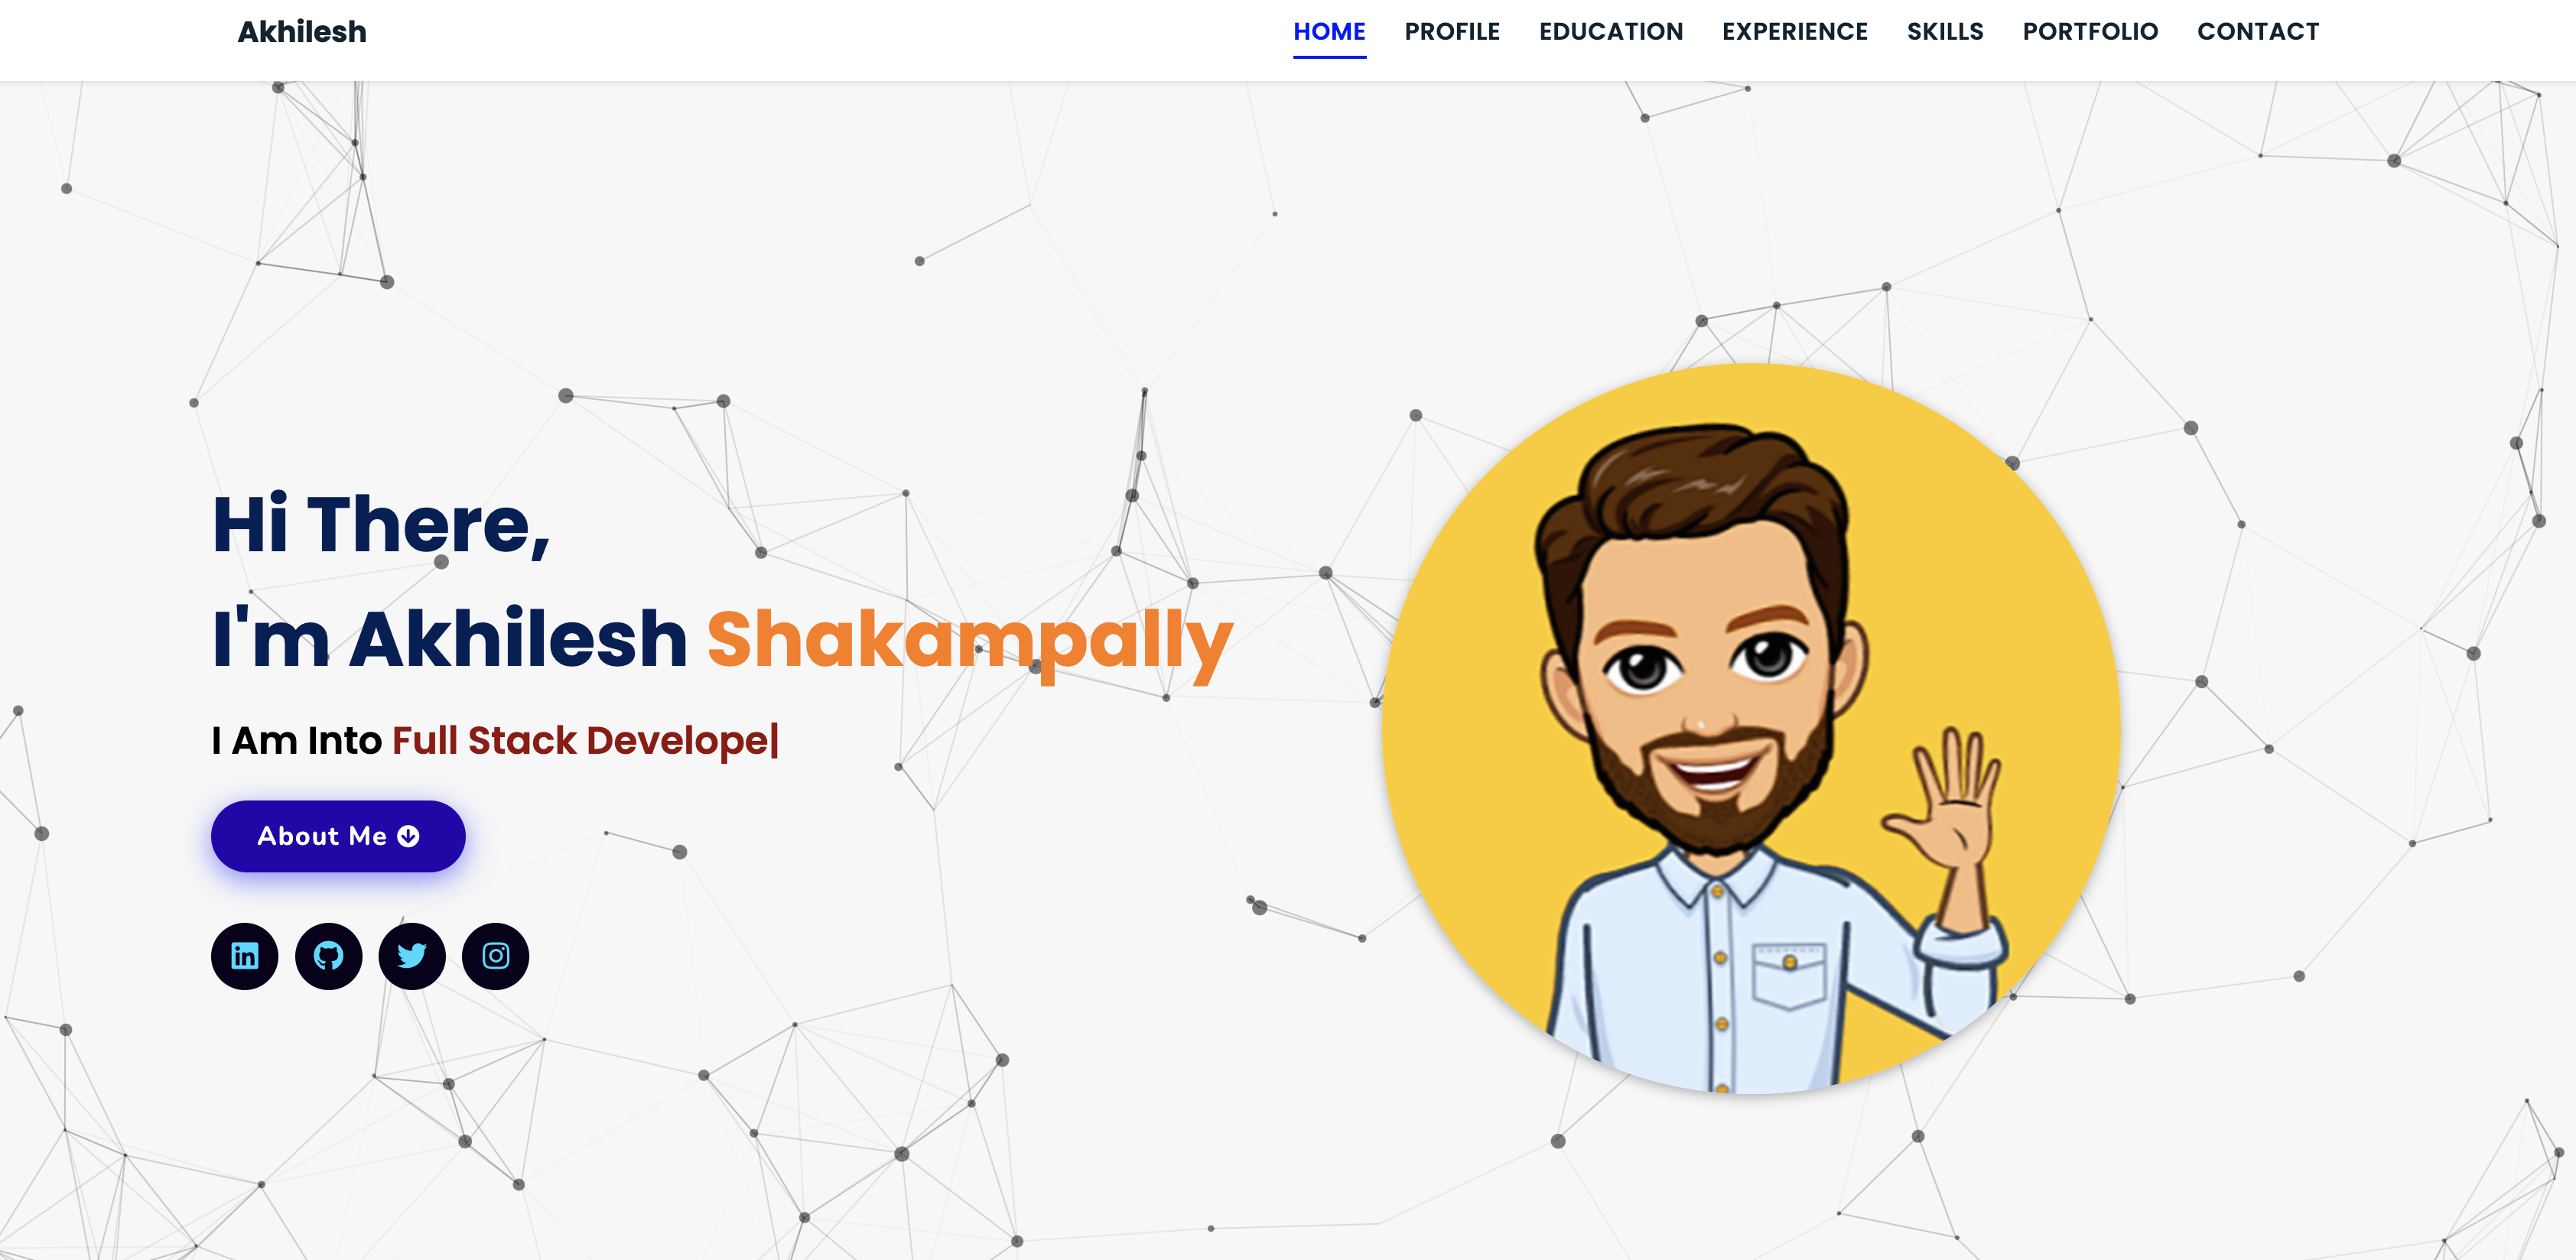 Akhilesh
HOME PROFILE EDUCATION EXPERIENCE SKILLS PORTFOLIO CONTACT
Hi There,
I'm Akhilesh Shakampally
I Am Into Full Stack Develope|
About Me
in